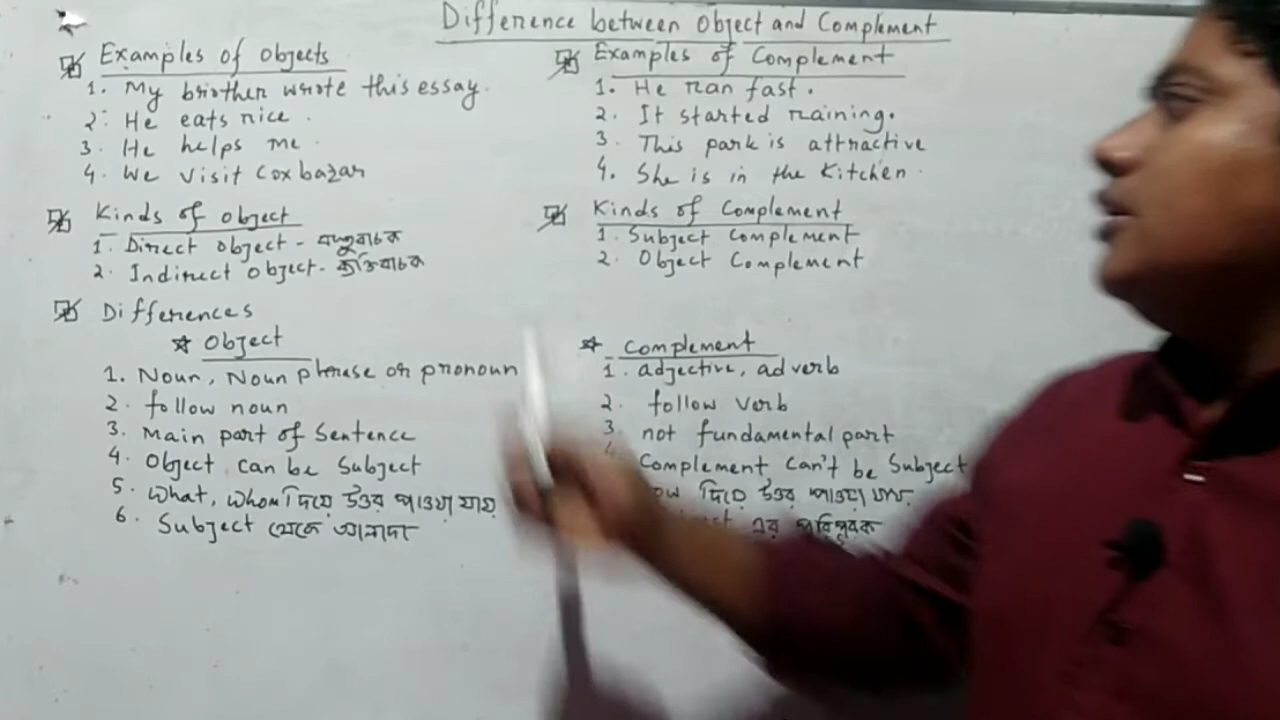 Difference between Object and Complement
Examples of Objects
1. My brother wrote this essay.
2. He eats rice.
3. He helps me.
4. We visit Coxbazar
Kinds of object
1. Direct object - বস্তুবাচক
2. Indirect object - ব্যক্তিবাচক
Differences
Object
1. Noun, Noun phrase or pronoun
2. follow noun
3. Main part of Sentence
4. Object can be Subject
5. What, Whom দিয়ে উত্তর পাওয়া যায়
6. Subject থেকে আলাদা
Examples of Complement
1. He ran fast.
2. It started raining.
3. This park is attractive
4. She is in the Kitchen.
Kinds of Complement
1. Subject Complement
2. Object Complement
Complement
1. adjective, adverb
2. follow verb
3. not fundamental part
4. Complement can't be Subject
দিয়ে উত্তর পাওয়া যায়
এর পরিপূরক